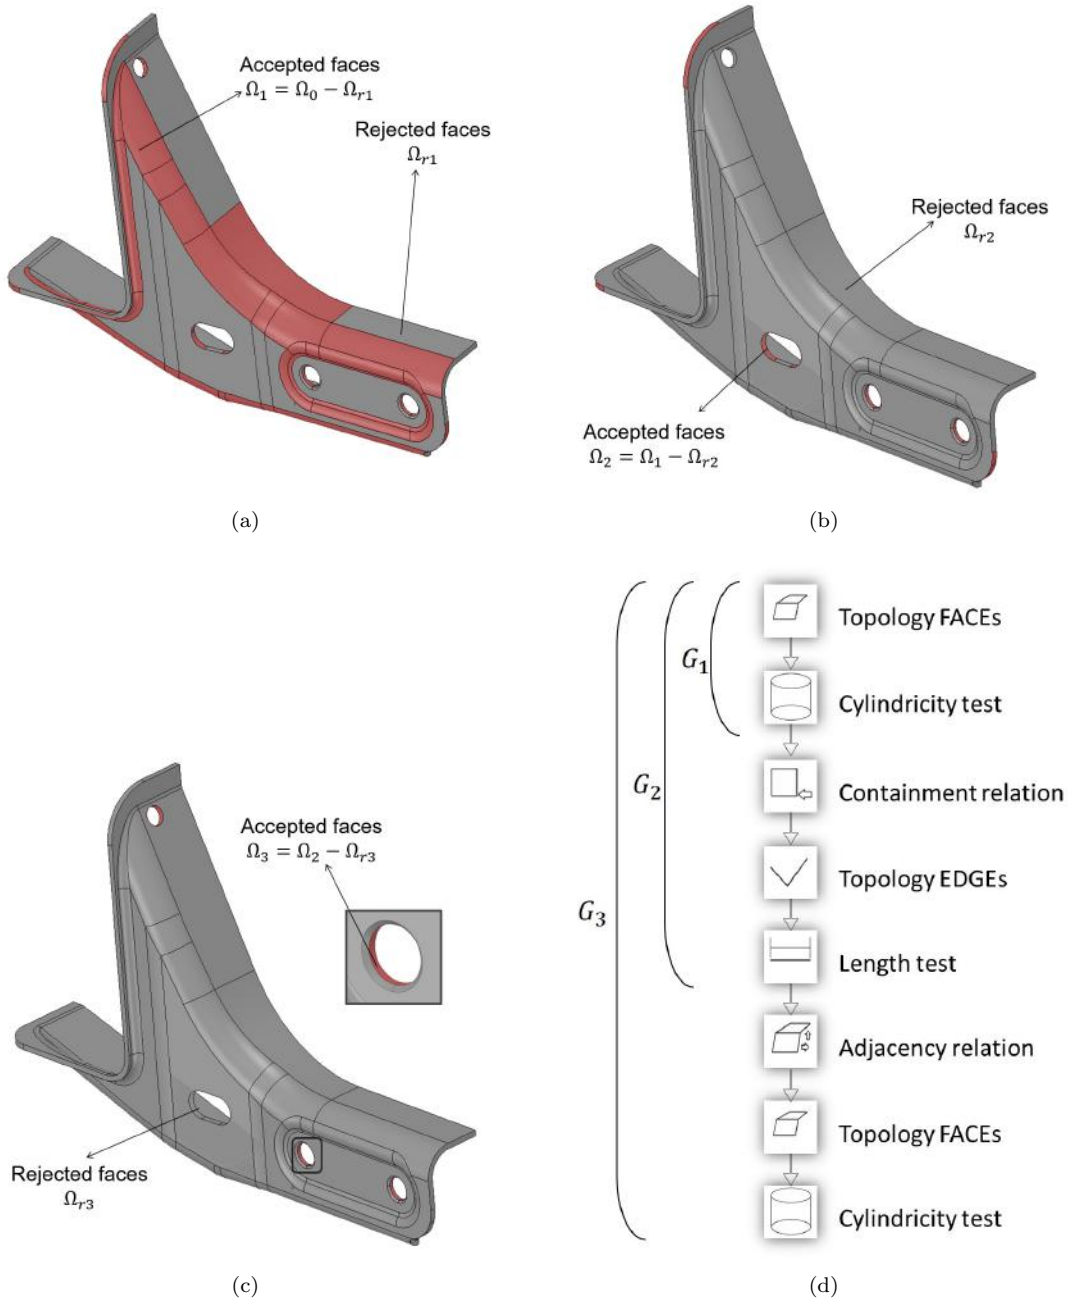 Accepted faces
Ω₁ = Ω₀ − Ωᵣ₁
Rejected faces
Ωᵣ₁
(a)
Rejected faces
Ωᵣ₂
Accepted faces
Ω₂ = Ω₁ − Ωᵣ₂
(b)
Accepted faces
Ω₃ = Ω₂ − Ωᵣ₃
Rejected faces
Ωᵣ₃
(c)
G₁
G₂
G₃
Topology FACEs
Cylindricity test
Containment relation
Topology EDGEs
Length test
Adjacency relation
Topology FACEs
Cylindricity test
(d)